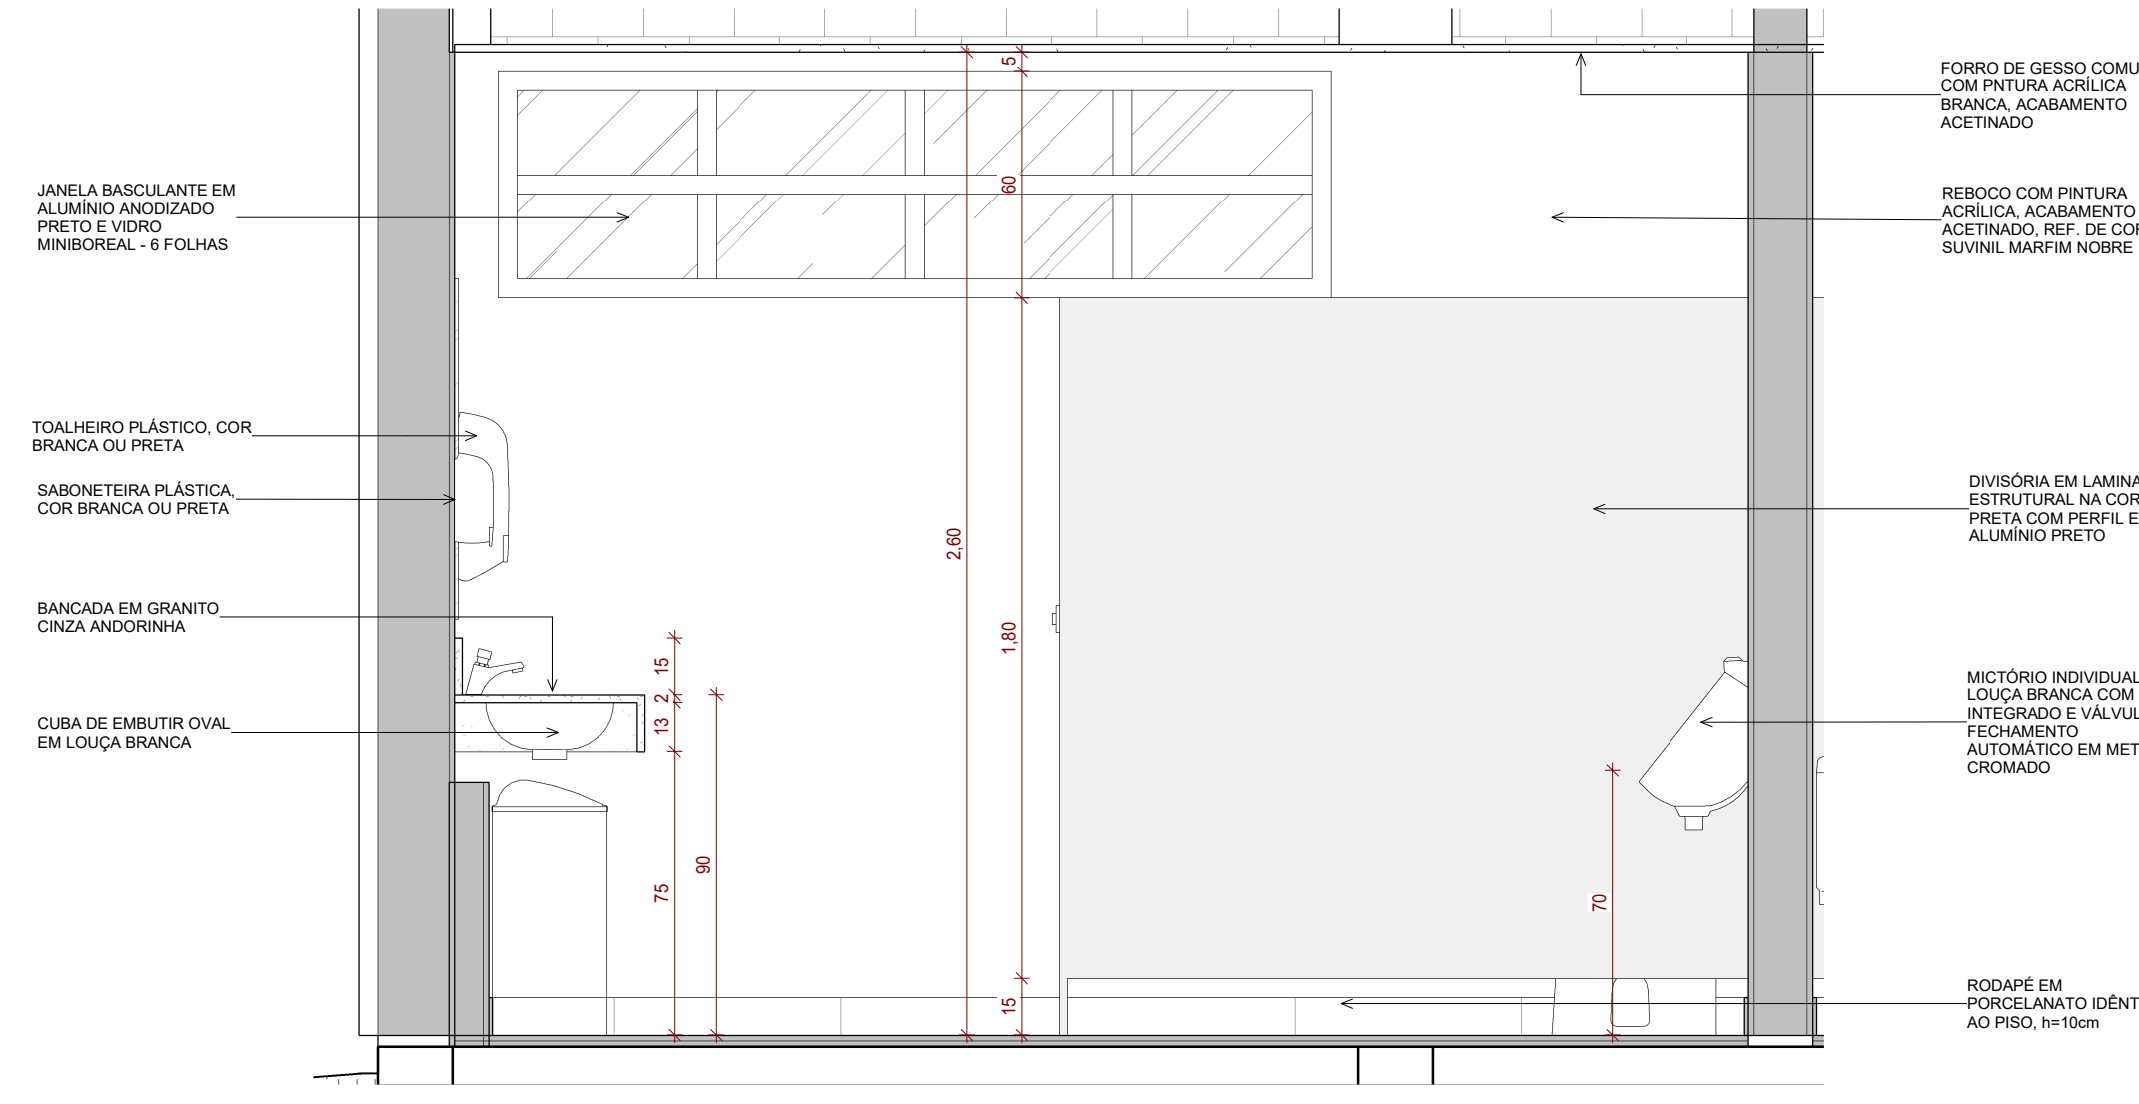 JANELA BASCULANTE EM
ALUMÍNIO ANODIZADO
PRETO E VIDRO
MINIBOREAL - 6 FOLHAS
TOALHEIRO PLÁSTICO, COR
BRANCA OU PRETA
SABONETEIRA PLÁSTICA,
COR BRANCA OU PRETA
BANCADA EM GRANITO
CINZA ANDORINHA
CUBA DE EMBUTIR OVAL
EM LOUÇA BRANCA
15
2
13
75
90
2,60
5
60
1,80
15
70
FORRO DE GESSO COMU
COM PNTURA ACRÍLICA
BRANCA, ACABAMENTO
ACETINADO
REBOCO COM PINTURA
ACRÍLICA, ACABAMENTO
ACETINADO, REF. DE COR
SUVINIL MARFIM NOBRE
DIVISÓRIA EM LAMINA
ESTRUTURAL NA COR
PRETA COM PERFIL E
ALUMÍNIO PRETO
MICTÓRIO INDIVIDUAL
LOUÇA BRANCA COM
INTEGRADO E VÁLVUL
FECHAMENTO
AUTOMÁTICO EM MET
CROMADO
RODAPÉ EM
PORCELANATO IDÊNT
AO PISO, h=10cm